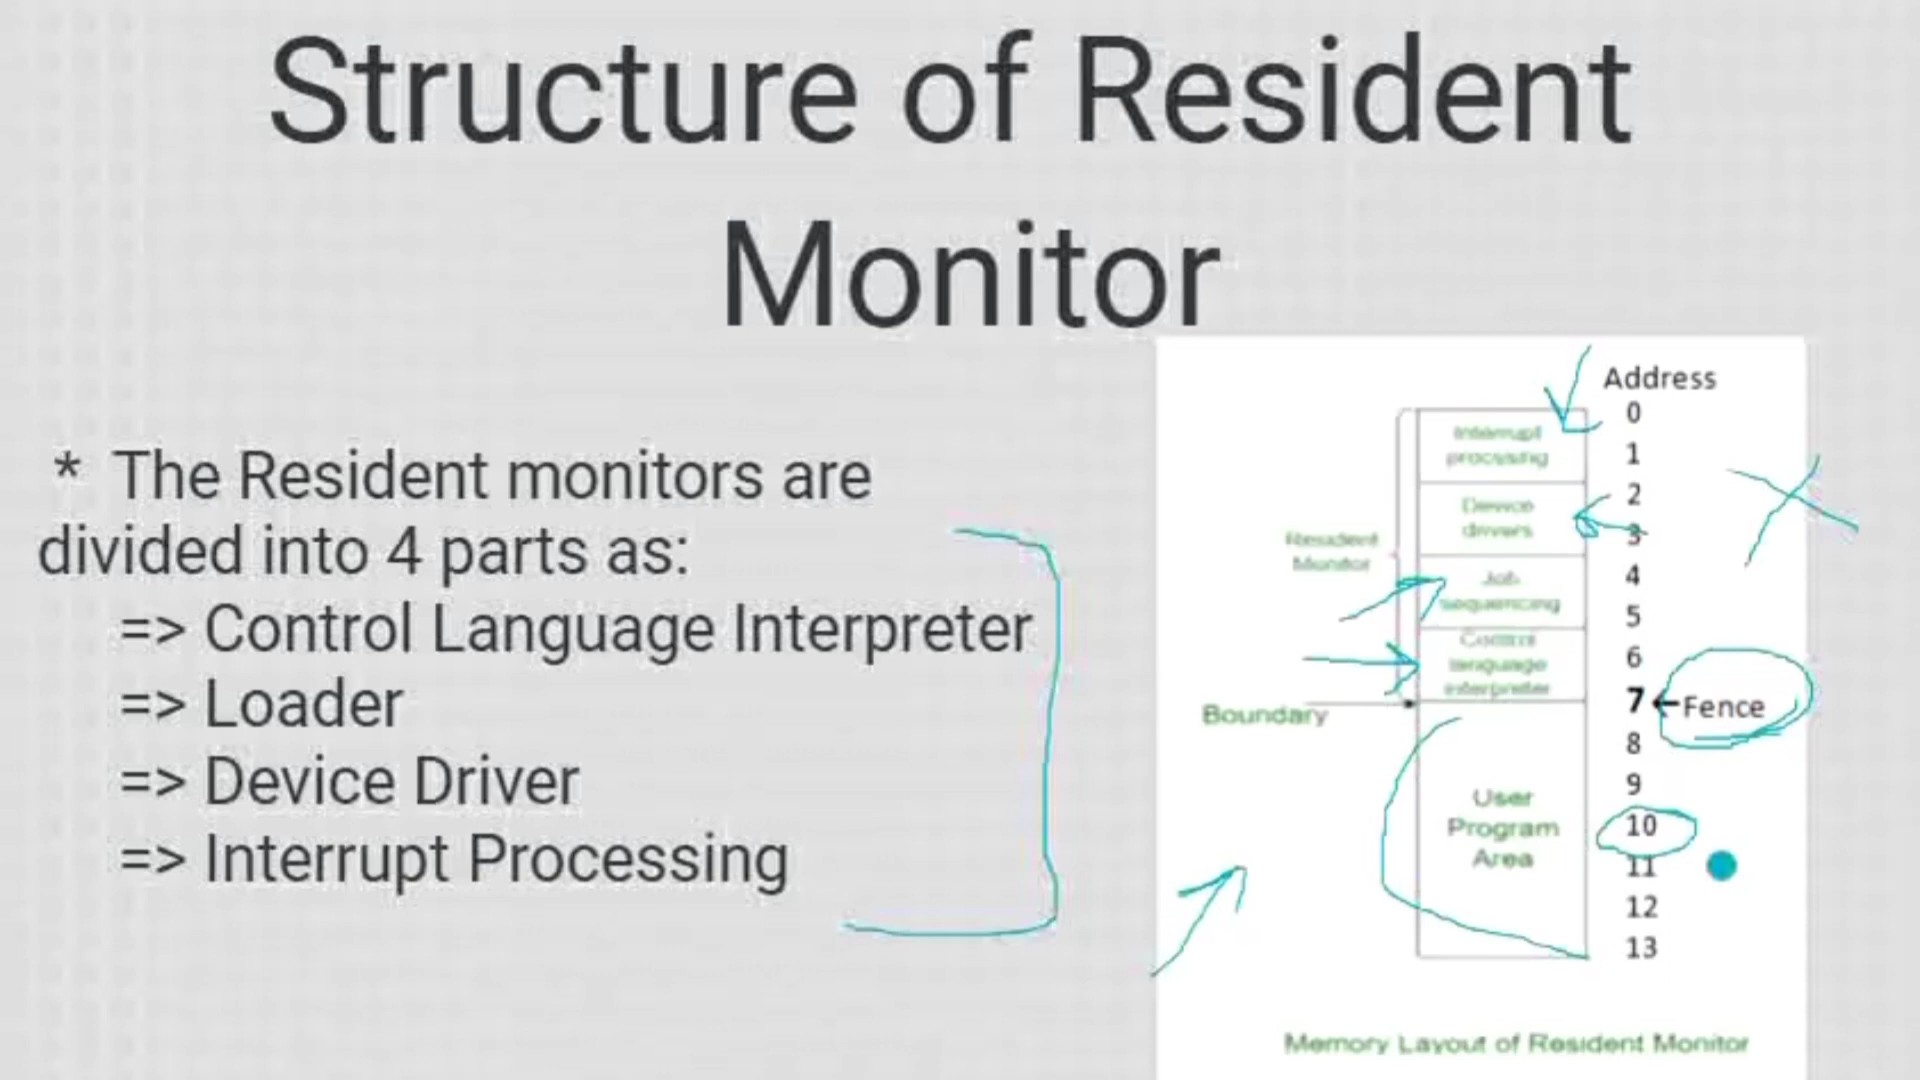 Structure of Resident
Monitor
* The Resident monitors are
divided into 4 parts as:
=> Control Language Interpreter
=> Loader
=> Device Driver
=> Interrupt Processing
Address
0
Interrupt
processing
1
2
Device
drivers
3
Resident
Monitor
4
Job
sequencing
5
Control
language
interpreter
6
7
Fence
Boundary
8
9
User
Program
Area
10
11
12
13
Memory Layout of Resident Monitor